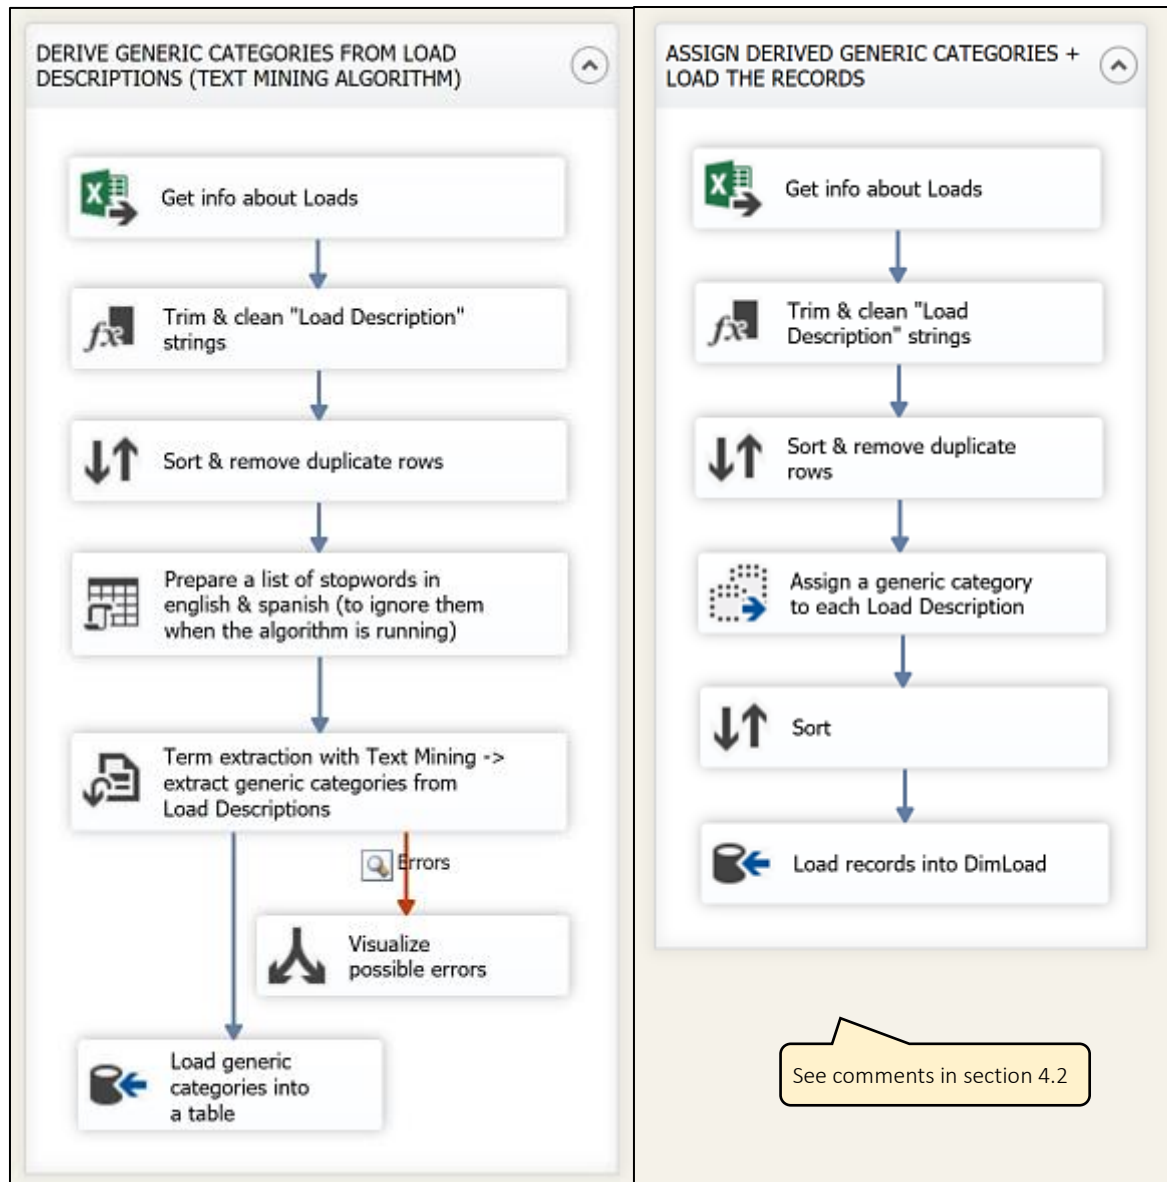 DERIVE GENERIC CATEGORIES FROM LOAD
DESCRIPTIONS (TEXT MINING ALGORITHM)
Get info about Loads
Trim & clean "Load Description"
strings
Sort & remove duplicate rows
Prepare a list of stopwords in
english & spanish (to ignore them
when the algorithm is running)
Term extraction with Text Mining ->
extract generic categories from
Load Descriptions
Errors
Visualize
possible errors
Load generic
categories into
a table
ASSIGN DERIVED GENERIC CATEGORIES +
LOAD THE RECORDS
Get info about Loads
Trim & clean "Load
Description" strings
Sort & remove duplicate
rows
Assign a generic category
to each Load Description
Sort
Load records into DimLoad
See comments in section 4.2